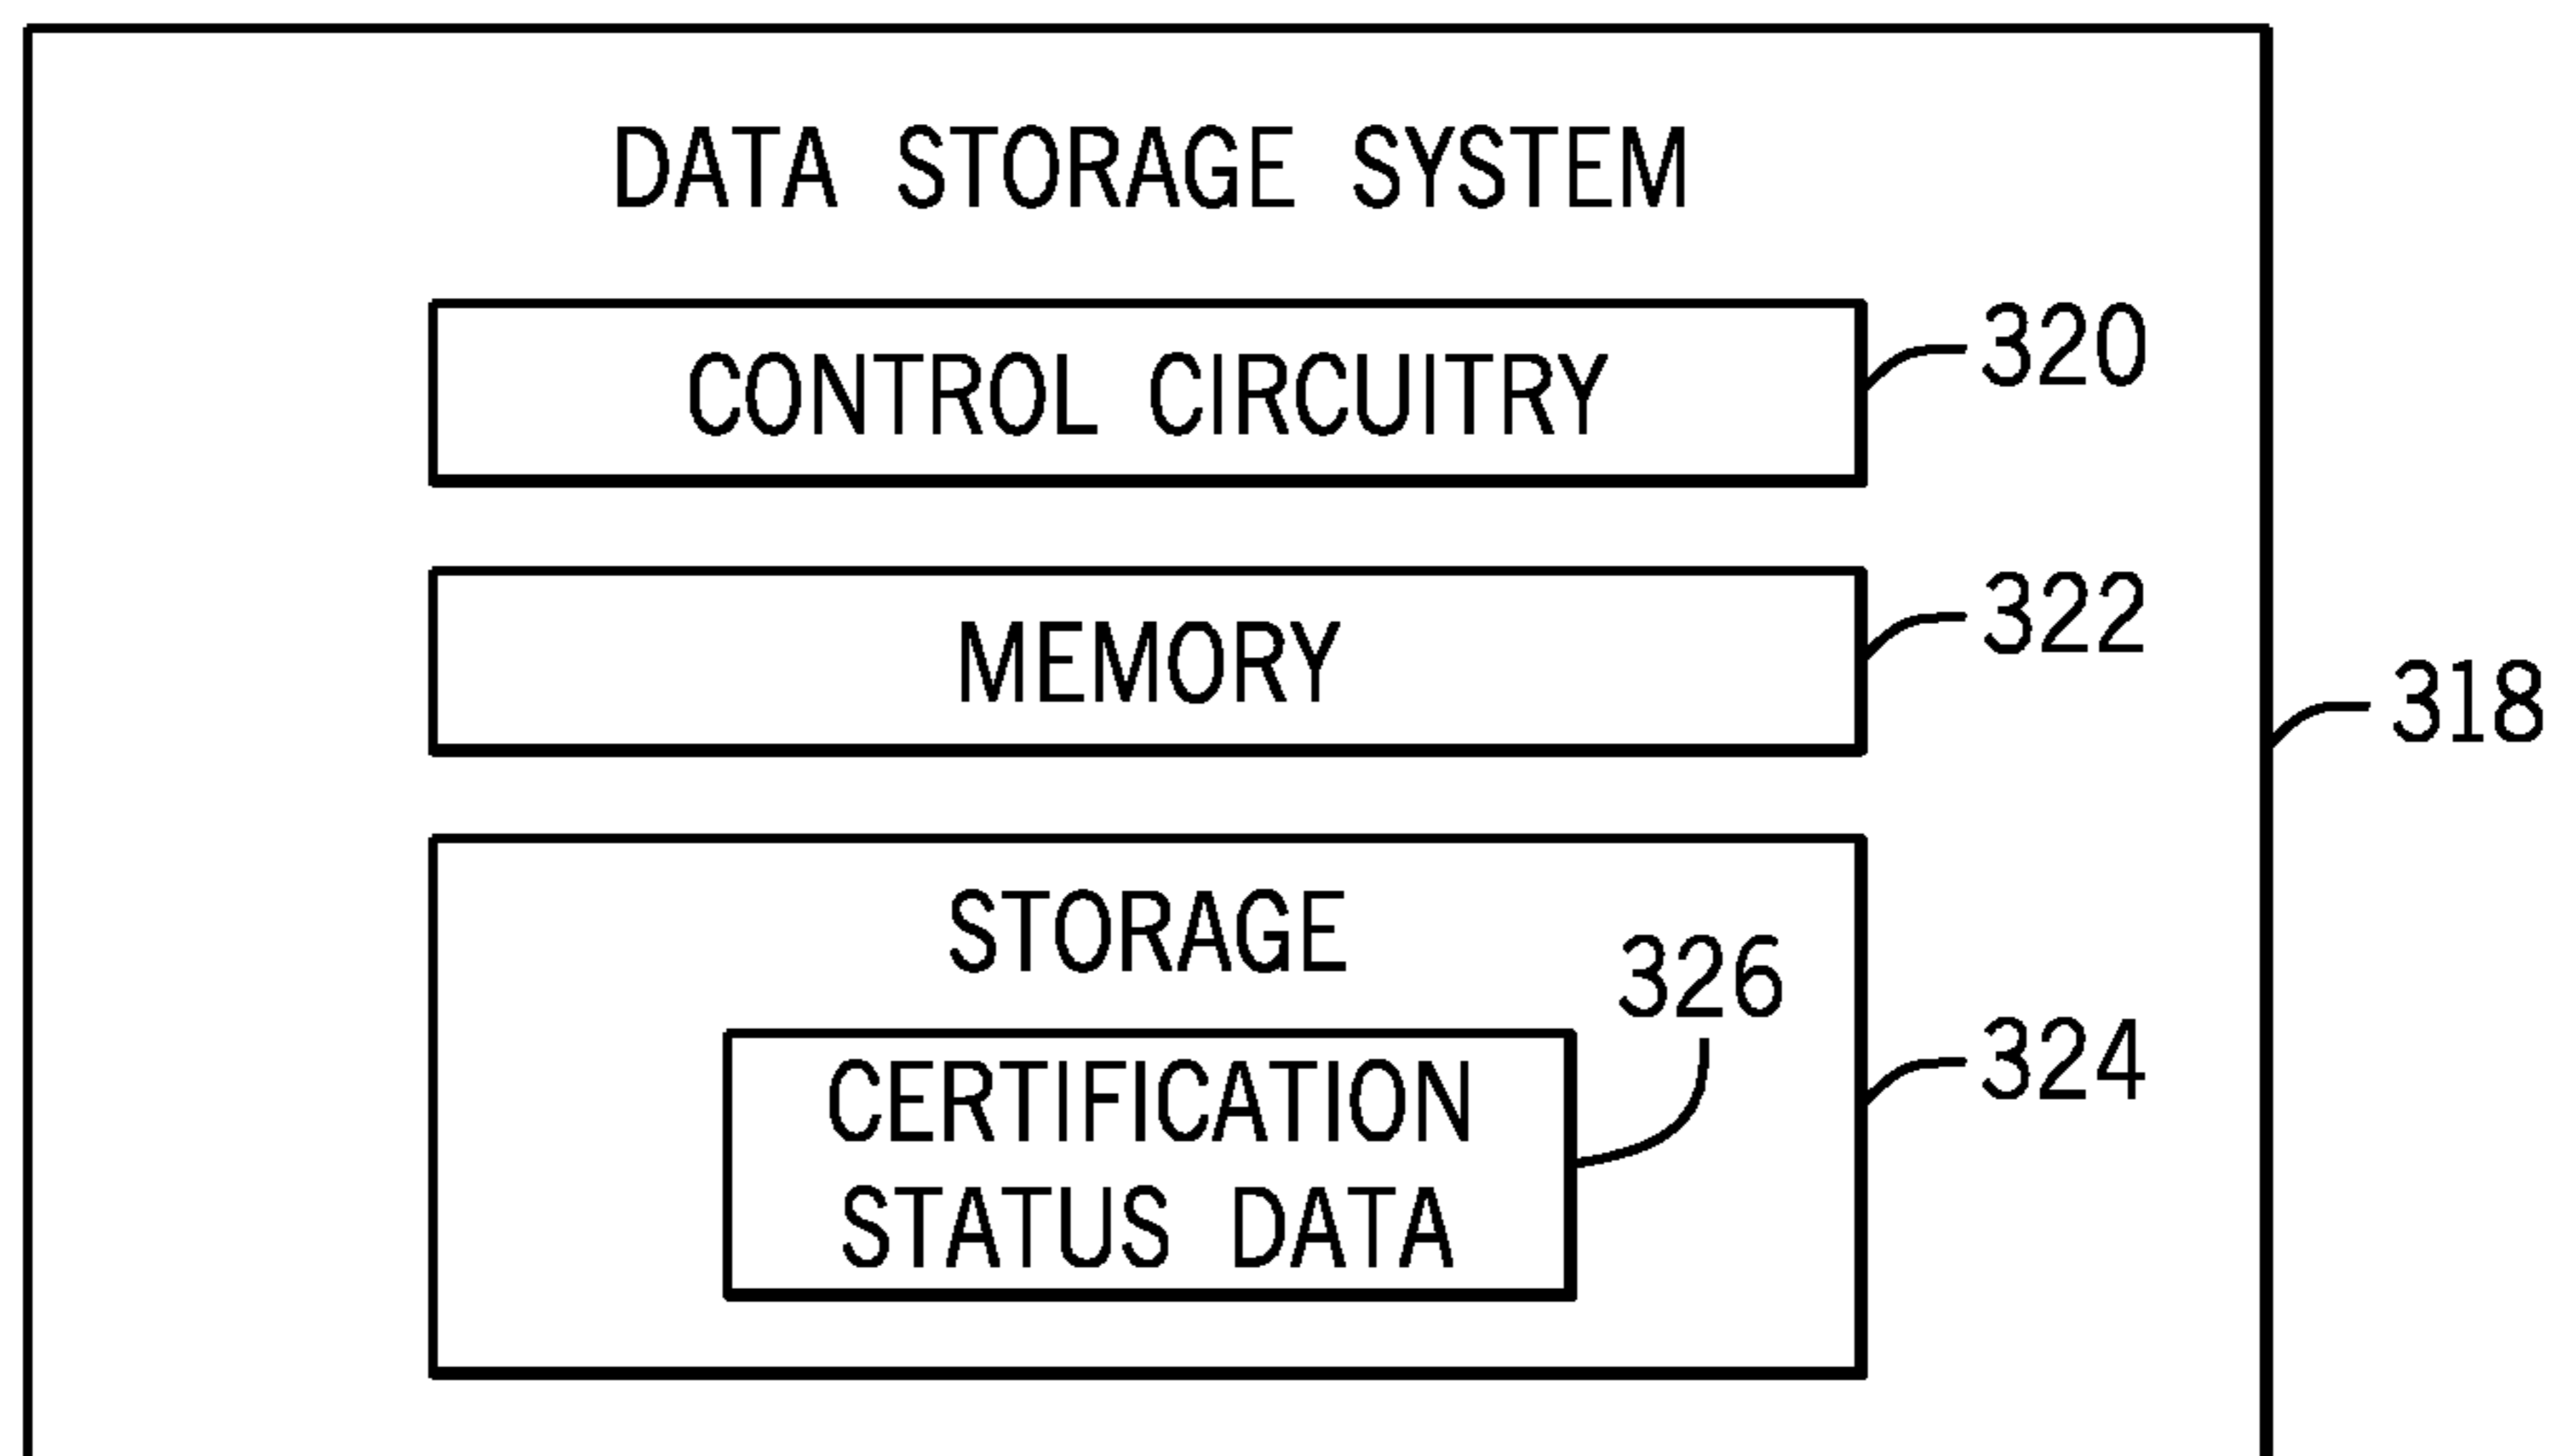 DATA STORAGE SYSTEM
CONTROL CIRCUITRY
320
MEMORY
322
318
STORAGE
326
CERTIFICATION
STATUS DATA
324